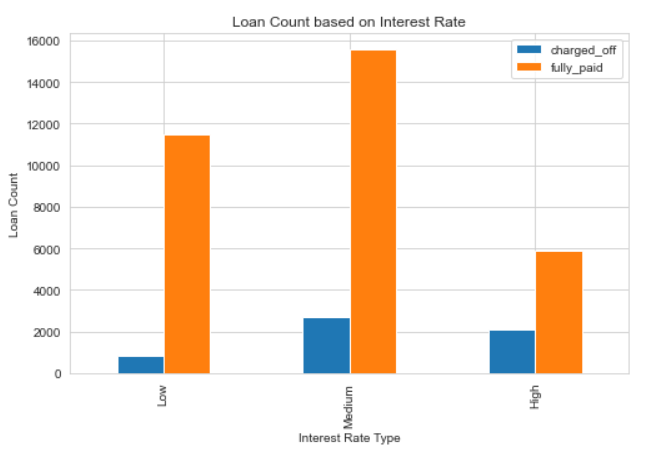 Loan Count based on Interest Rate
charged_off
fully_paid
16000
14000
12000
10000
8000
6000
4000
2000
0
Loan Count
Low
Medium
High
Interest Rate Type